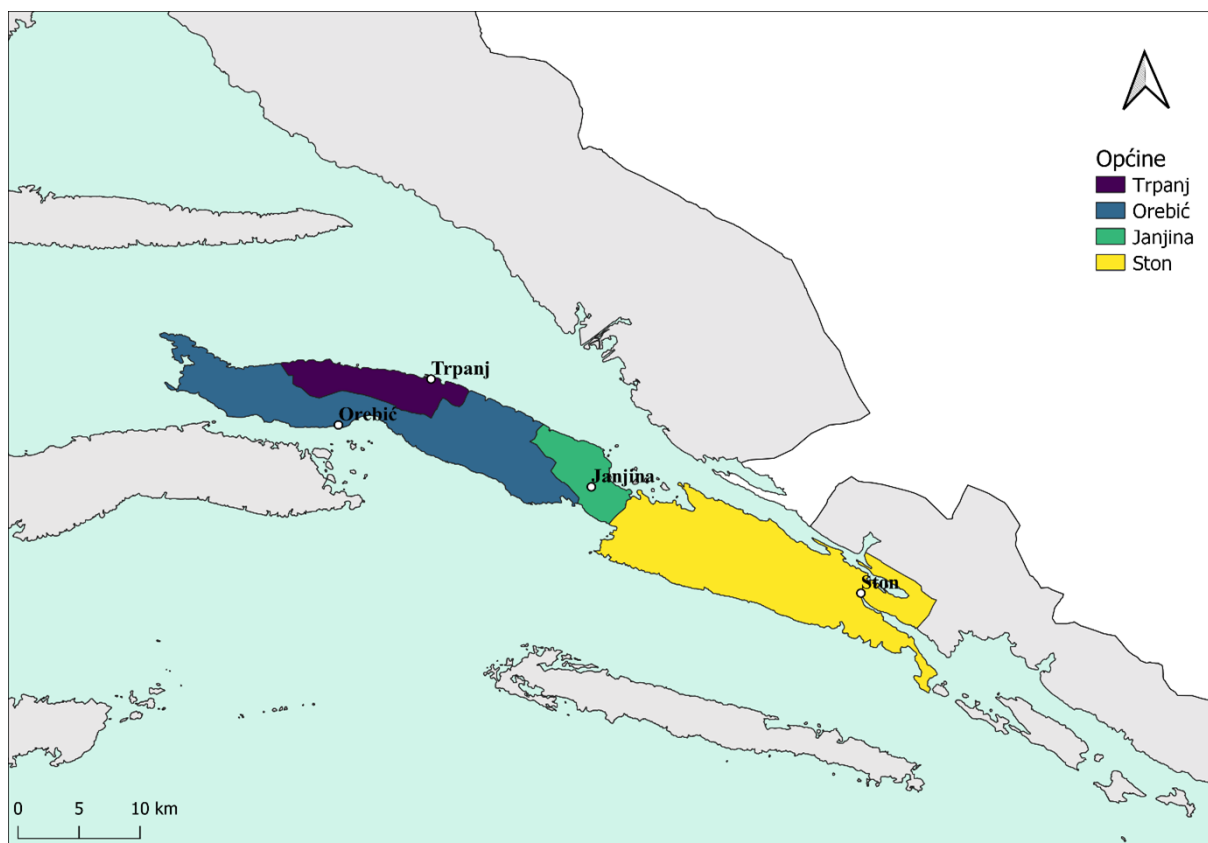 Općine
Trpanj
Orebić
Janjina
Ston
Trpanj
Orebić
Janjina
Ston
0 5 10 km